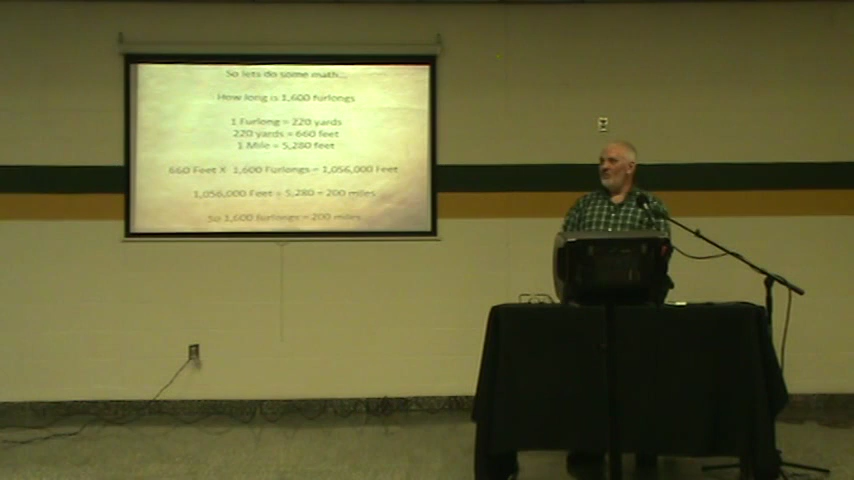 So lets do some math...
How long is 1,600 furlongs
1 Furlong = 220 yards
220 yards = 660 feet
1 Mile = 5,280 feet
660 Feet X 1,600 Furlongs = 1,056,000 Feet
1,056,000 Feet ÷ 5,280 = 200 miles
So 1,600 furlongs = 200 miles